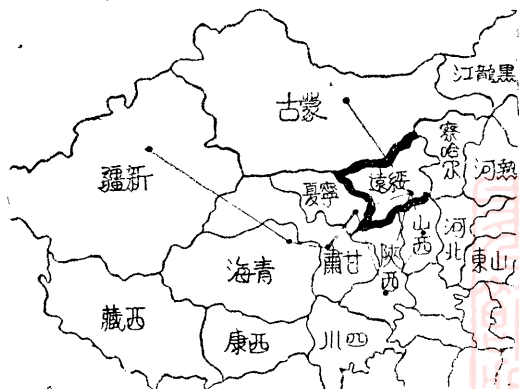 黑龍江
蒙古
察哈尔
熱河
綏遠
寧夏
新疆
山西
河北
山東
陝西
甘肅
青海
西藏
西康
四川